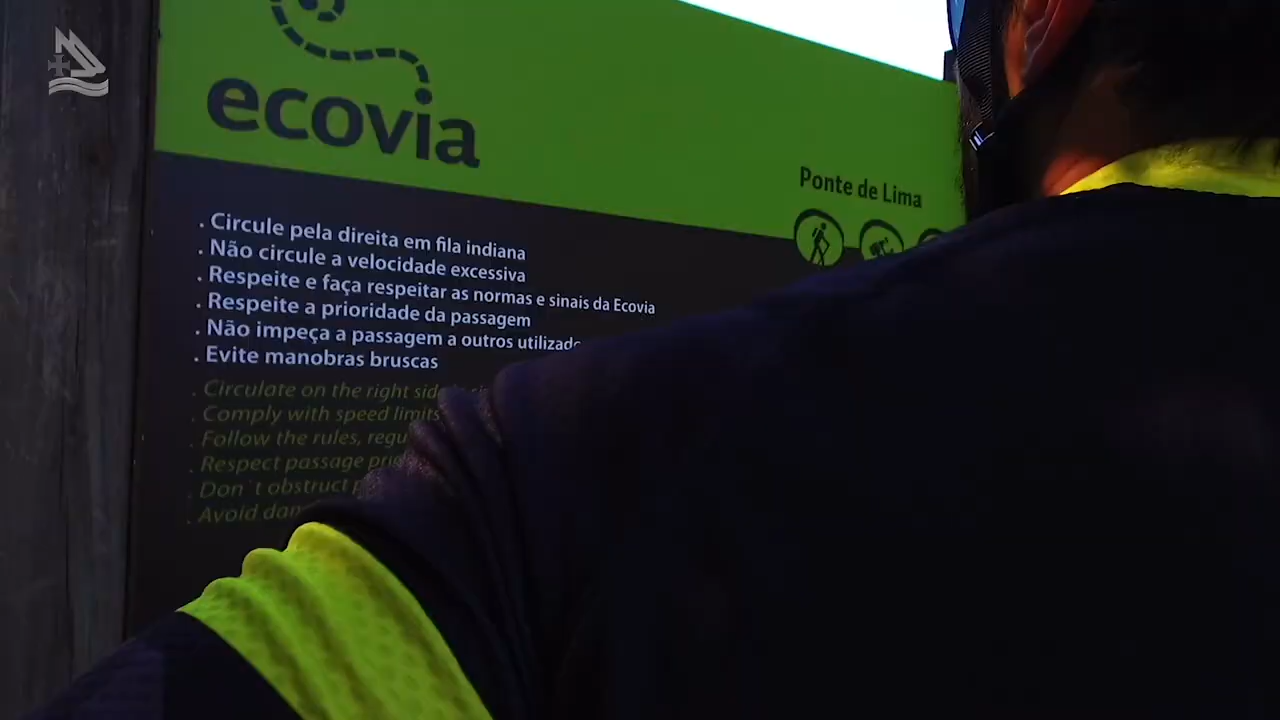 ecovia
Ponte de Lima
. Circule pela direita em fila indiana
. Não circule a velocidade excessiva
. Respeite e faça respeitar as normas e sinais da Ecovia
. Respeite a prioridade da passagem
. Não impeça a passagem a outros
. Evite manobras bruscas
. Circulate on the right
. Comply with speed limits
. Follow the rules,
. Respect passage
. Don´t obstruct
. Avoid